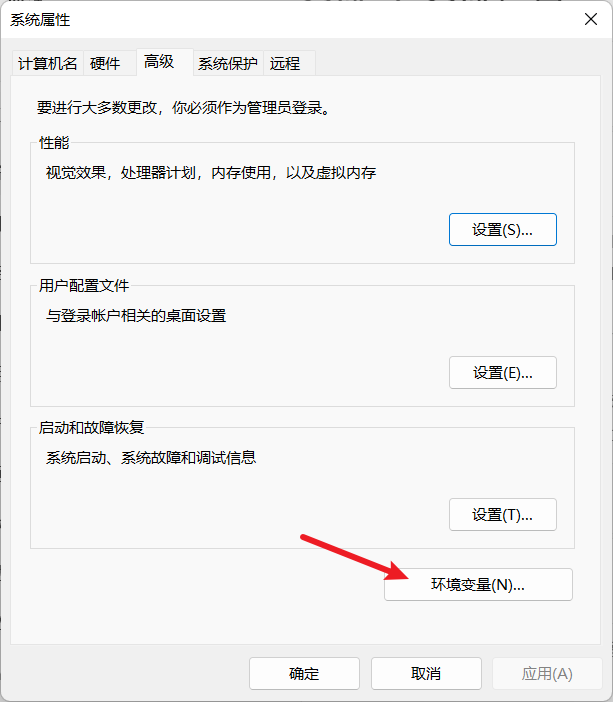 系统属性
计算机名 硬件 高级 系统保护 远程
要进行大多数更改，你必须作为管理员登录。
性能
视觉效果，处理器计划，内存使用，以及虚拟内存
设置(S)...
用户配置文件
与登录帐户相关的桌面设置
设置(E)...
启动和故障恢复
系统启动、系统故障和调试信息
设置(T)...
环境变量(N)...
确定 取消 应用(A)